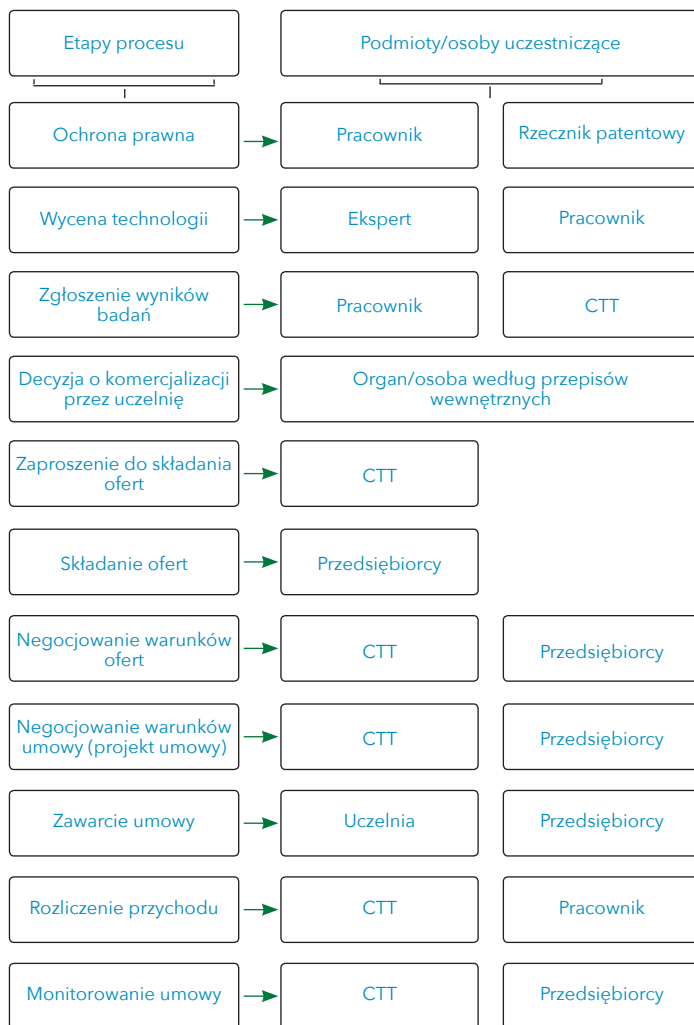 Etapy procesu
Podmioty/osoby uczestniczące
Ochrona prawna
Pracownik
Rzecznik patentowy
Wycena technologii
Ekspert
Pracownik
Zgłoszenie wyników
badań
Pracownik
CTT
Decyzja o komercjalizacji
przez uczelnię
Organ/osoba według przepisów
wewnętrznych
Zaproszenie do składania
ofert
CTT
Składanie ofert
Przedsiębiorcy
Negocjowanie warunków
ofert
CTT
Przedsiębiorcy
Negocjowanie warunków
umowy (projekt umowy)
CTT
Przedsiębiorcy
Zawarcie umowy
Uczelnia
Przedsiębiorcy
Rozliczenie przychodu
CTT
Pracownik
Monitorowanie umowy
CTT
Przedsiębiorcy